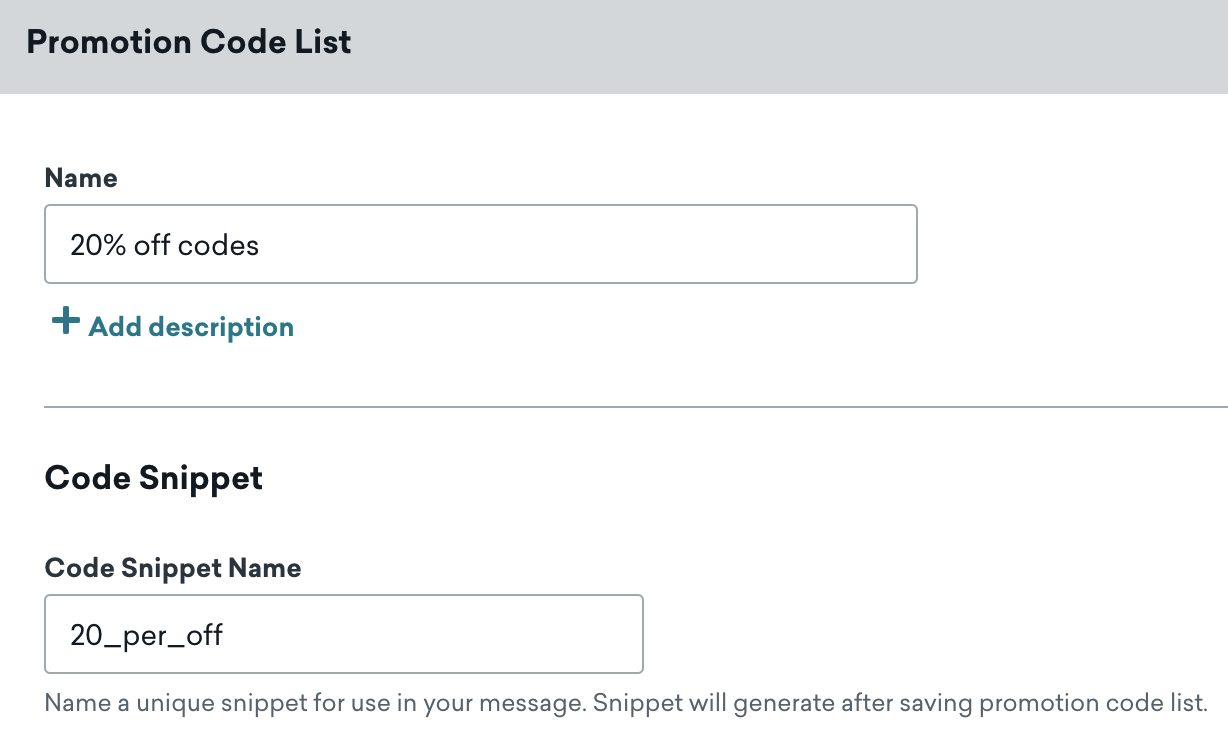 Promotion Code List
Name
20% off codes
Add description
Code Snippet
Code Snippet Name
20_per_off
Name a unique snippet for use in your message. Snippet will generate after saving promotion code list.